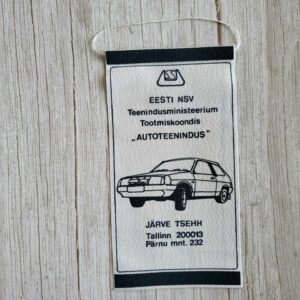 EESTI NSV
Teenindusministeerium
Tootmiskoondis
„AUTOTEENINDUS"
JÄRVE TSEHH
Tallinn 200013
Pärnu mnt. 232